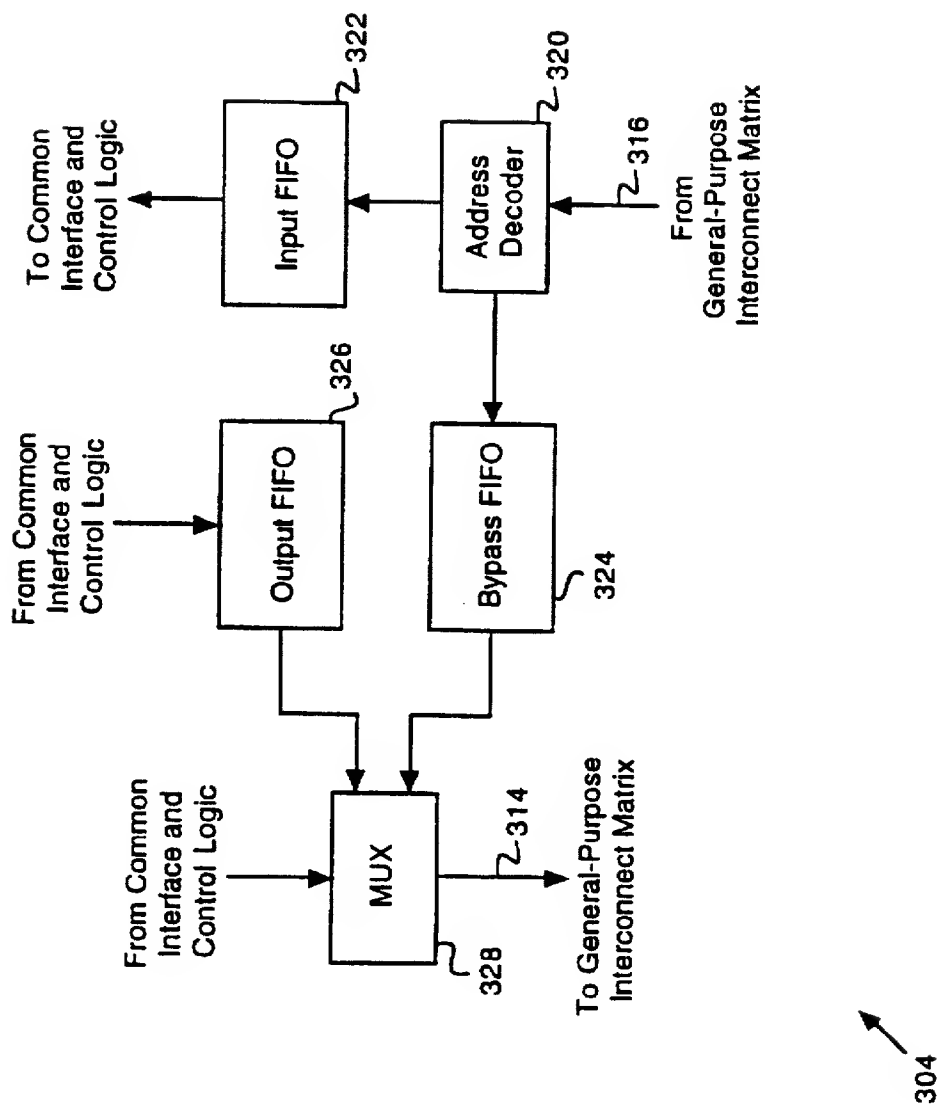 To Common
Interface and
Control Logic
322
Input FIFO
320
Address
Decoder
316
From
General-Purpose
Interconnect Matrix
From Common
Interface and
Control Logic
326
Output FIFO
Bypass FIFO
324
From Common
Interface and
Control Logic
MUX
328
314
To General-Purpose
Interconnect Matrix
304